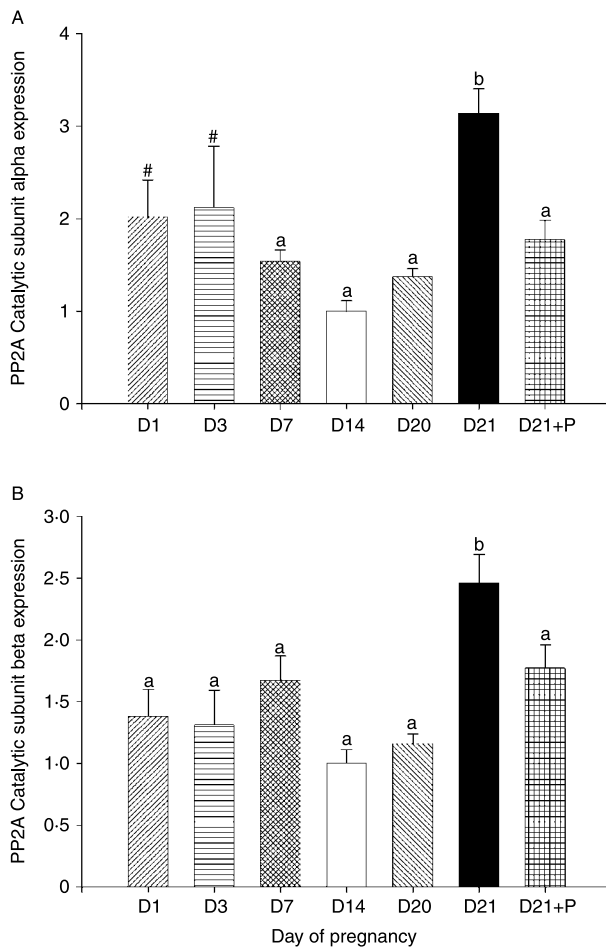 A
PP2A Catalytic subunit alpha expression
4
3
2
1
0
# # a a a b a
D1 D3 D7 D14 D20 D21 D21+P
B
PP2A Catalytic subunit beta expression
3·0
2·5
2·0
1·5
1·0
0·5
0
a a a a a b a
D1 D3 D7 D14 D20 D21 D21+P
Day of pregnancy